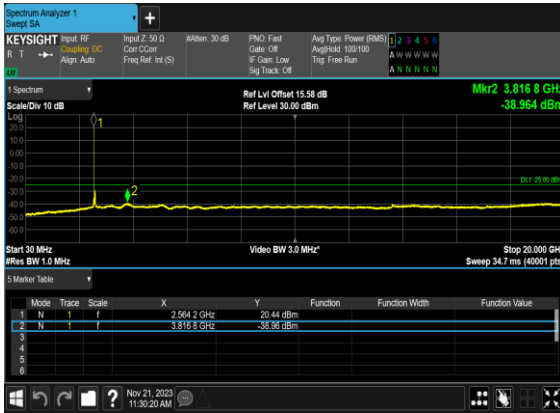 Spectrum Analyzer 1
Swept SA
+
KEYSIGHT
R T
Input: RF
Coupling: DC
Align: Auto
Input Z: 50 Ω
Corr CCorr
Freq Ref: Int (S)
#Atten: 30 dB
PNO: Fast
Gate: Off
IF Gain: Low
Sig Track: Off
Avg Type: Power (RMS)
Avg|Hold: 100/100
Trig: Free Run
1 2 3 4 5 6
A W W W W W
A N N N N N
1 Spectrum
Scale/Div 10 dB
Ref Lvl Offset 15.58 dB
Ref Level 30.00 dBm
Mkr2 3.816 8 GHz
-38.964 dBm
Log
20.0
10.0
0.00
-10.0
-20.0
-30.0
-40.0
-50.0
-60.0
1
2
DL1 -25.00 dBm
Start 30 MHz
#Res BW 1.0 MHz
Video BW 3.0 MHz*
Stop 20.000 GHz
Sweep 34.7 ms (40001 pts)
5 Marker Table
Mode Trace Scale X Y Function Function Width Function Value
1 N 1 f 2.564 2 GHz 20.44 dBm
2 N 1 f 3.816 8 GHz -38.96 dBm
3
4
5
6
?
Nov 21, 2023
11:30:20 AM